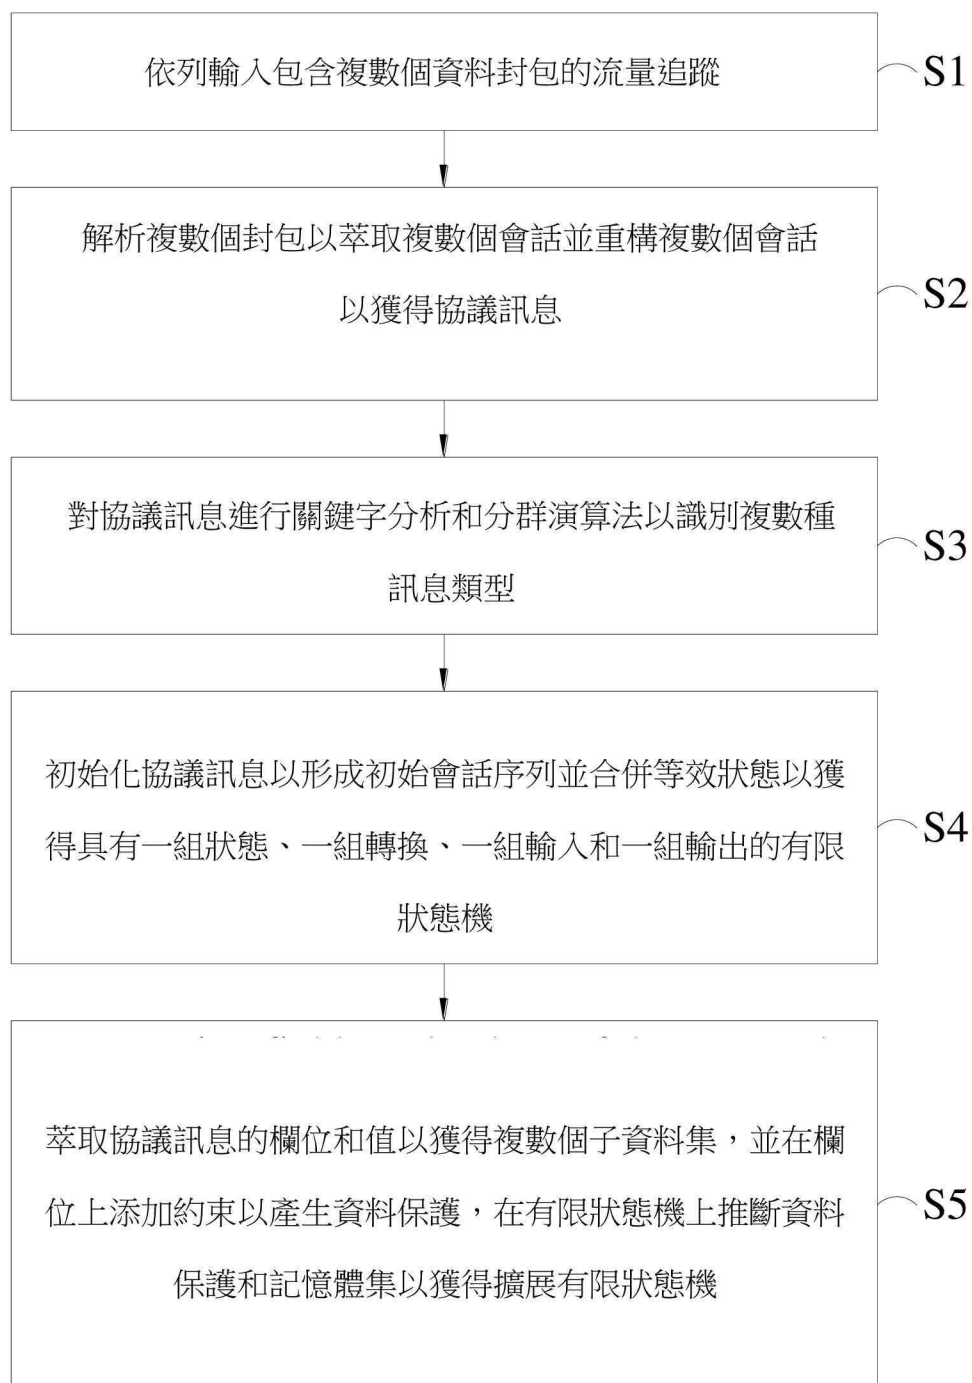 依列輸入包含複數個資料封包的流量追蹤
S1
解析複數個封包以萃取複數個會話並重構複數個會話
以獲得協議訊息
S2
對協議訊息進行關鍵字分析和分群演算法以識別複數種
訊息類型
S3
初始化協議訊息以形成初始會話序列並合併等效狀態以獲
得具有一組狀態、一組轉換、一組輸入和一組輸出的有限
狀態機
S4
萃取協議訊息的欄位和值以獲得複數個子資料集，並在欄
位上添加約束以產生資料保護，在有限狀態機上推斷資料
保護和記憶體集以獲得擴展有限狀態機
S5